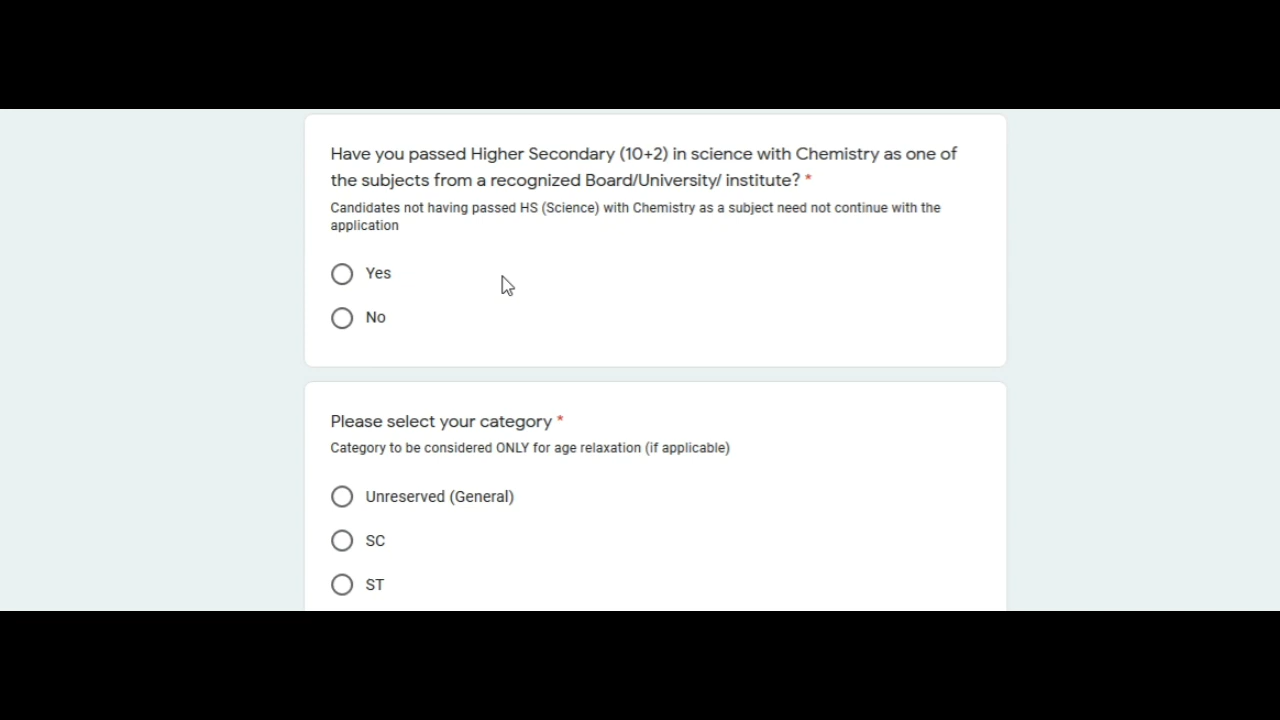 Have you passed Higher Secondary (10+2) in science with Chemistry as one of
the subjects from a recognized Board/University/ institute? *
Candidates not having passed HS (Science) with Chemistry as a subject need not continue with the
application
Yes
No
Please select your category *
Category to be considered ONLY for age relaxation (if applicable)
Unreserved (General)
SC
ST